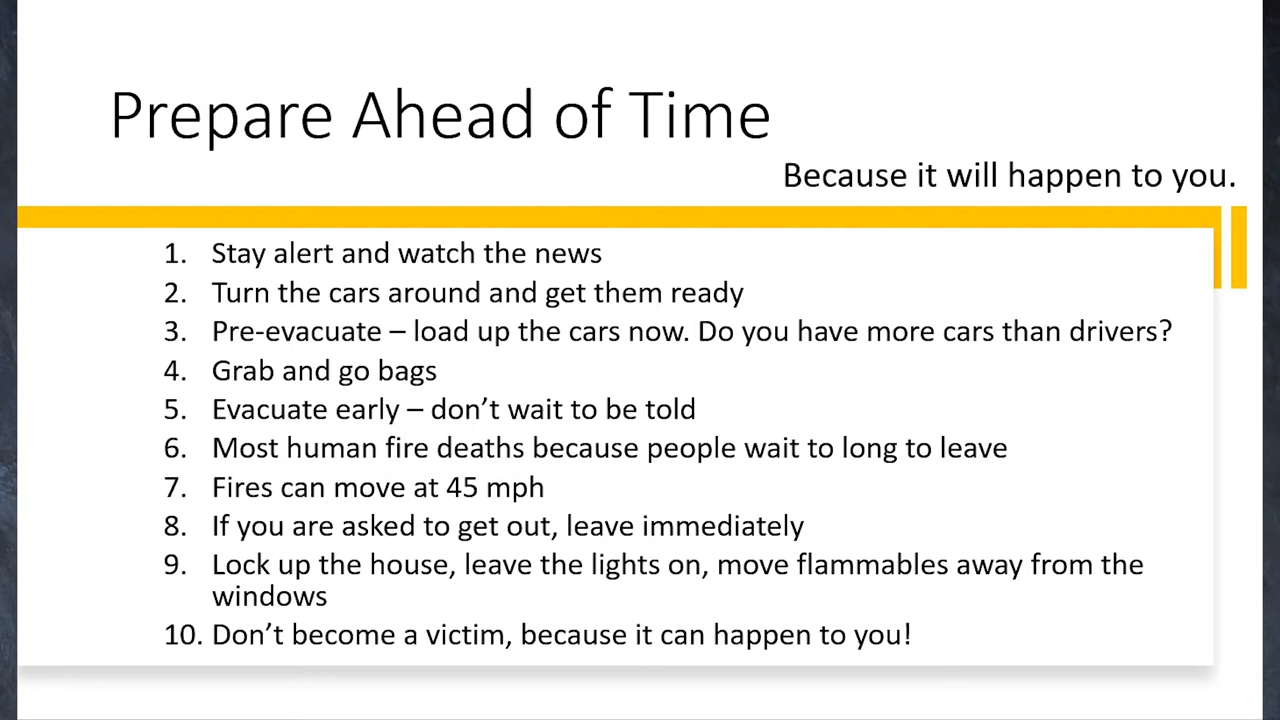 Prepare Ahead of Time
Because it will happen to you.
1. Stay alert and watch the news
2. Turn the cars around and get them ready
3. Pre-evacuate – load up the cars now. Do you have more cars than drivers?
4. Grab and go bags
5. Evacuate early – don’t wait to be told
6. Most human fire deaths because people wait to long to leave
7. Fires can move at 45 mph
8. If you are asked to get out, leave immediately
9. Lock up the house, leave the lights on, move flammables away from the
windows
10. Don’t become a victim, because it can happen to you!